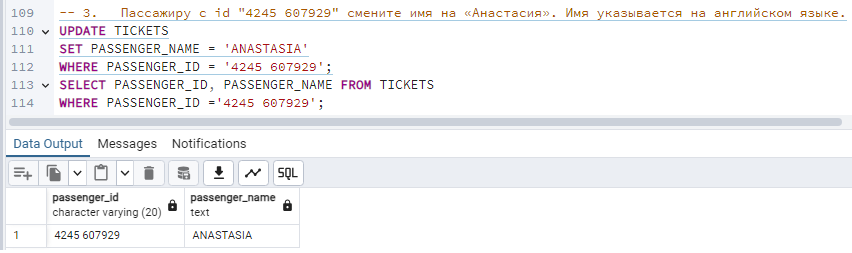 109 -- 3. Пассажиру с id "4245 607929" смените имя на «Анастасия». Имя указывается на английском языке.
110 UPDATE TICKETS
111 SET PASSENGER_NAME = 'ANASTASIA'
112 WHERE PASSENGER_ID = '4245 607929';
113 SELECT PASSENGER_ID, PASSENGER_NAME FROM TICKETS
114 WHERE PASSENGER_ID ='4245 607929';
Data Output Messages Notifications
SQL
passenger_id passenger_name
character varying (20) text
1 4245 607929 ANASTASIA